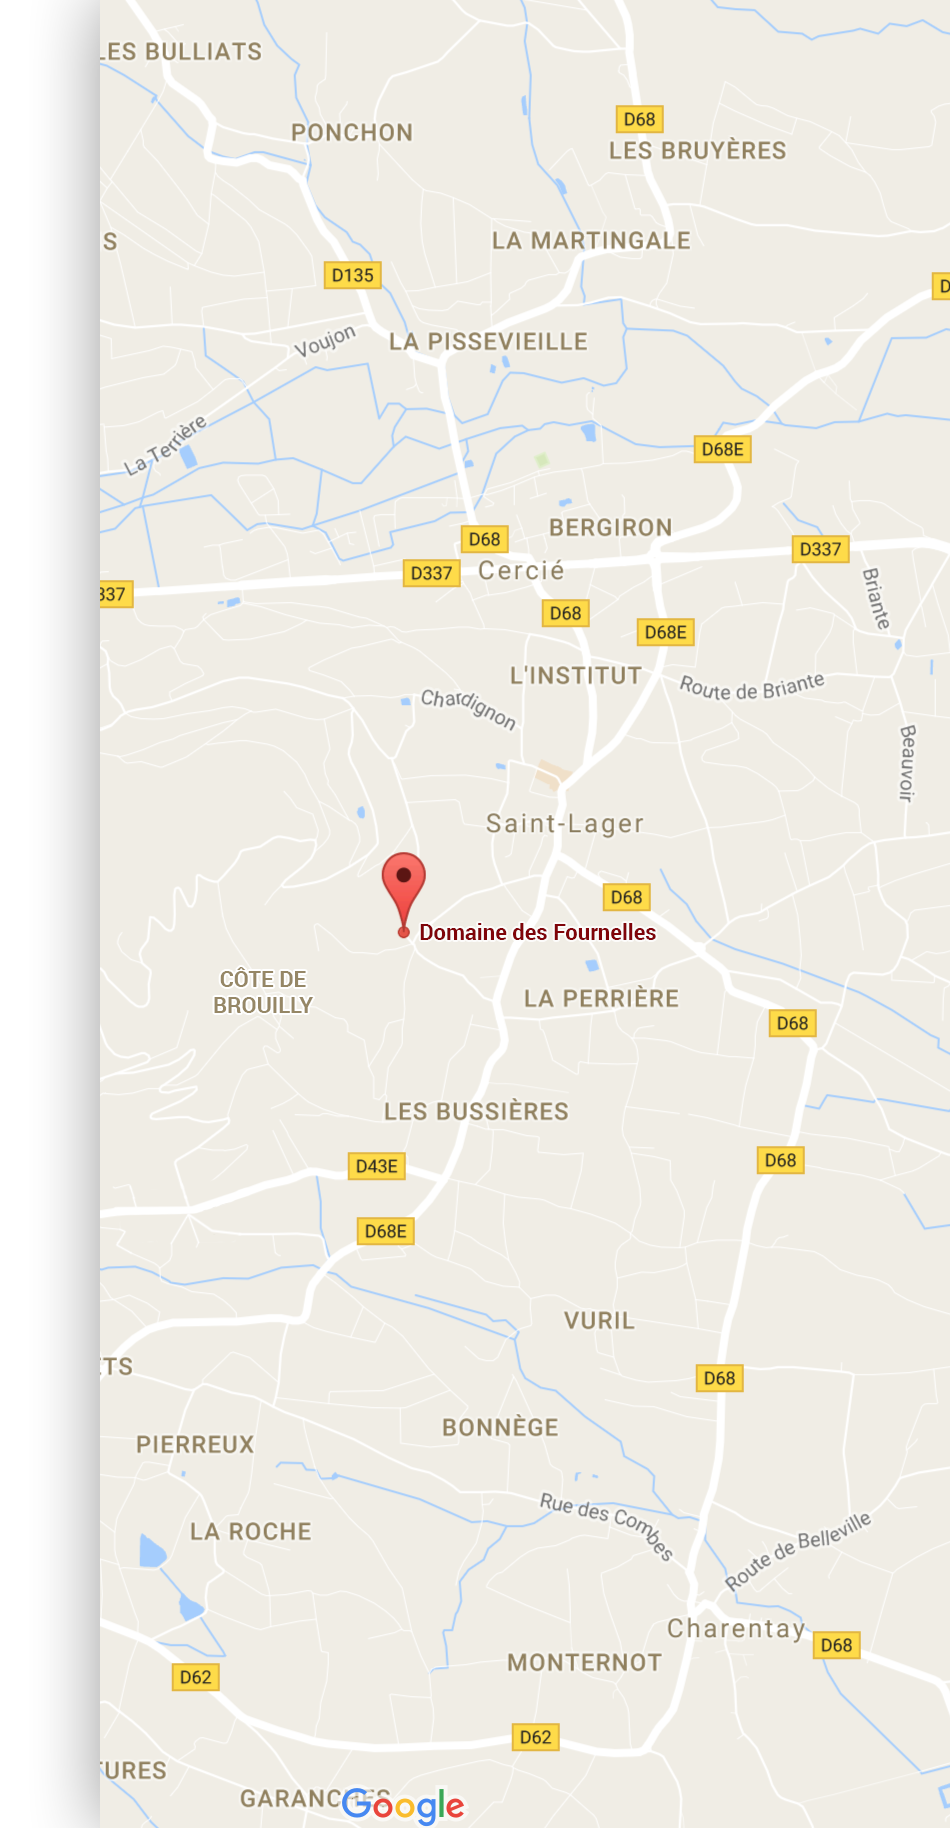 LES BULLIATS
D68
PONCHON
LES BRUYÈRES
S
LA MARTINGALE
D135
D
Voujon
LA PISSEVIEILLE
La Terrière
D68E
BERGIRON
D68
D337
D337
Cercié
337
Briante
D68
D68E
L'INSTITUT
Route de Briante
Chardignon
Beauvoir
Saint-Lager
D68
Domaine des Fournelles
CÔTE DE
BROUILLY
LA PERRIÈRE
D68
LES BUSSIÈRES
D43E
D68
D68E
VURIL
ETS
D68
BONNÈGE
PIERREUX
Rue des Combes
LA ROCHE
Route de Belleville
Charentay
D68
MONTERNOT
D62
D62
URES
GARANCHES
Google